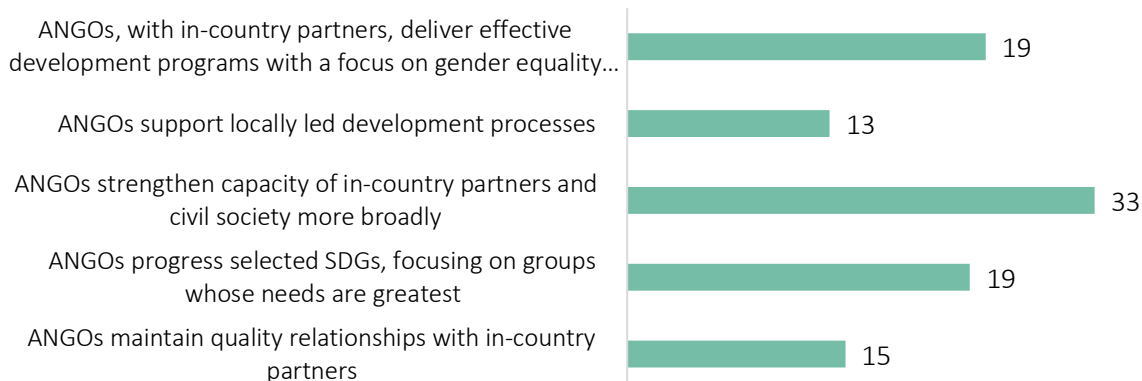 ANGOs, with in-country partners, deliver effective
development programs with a focus on gender equality...
19
ANGOs support locally led development processes
13
ANGOs strengthen capacity of in-country partners and
civil society more broadly
33
ANGOs progress selected SDGs, focusing on groups
whose needs are greatest
19
ANGOs maintain quality relationships with in-country
partners
15